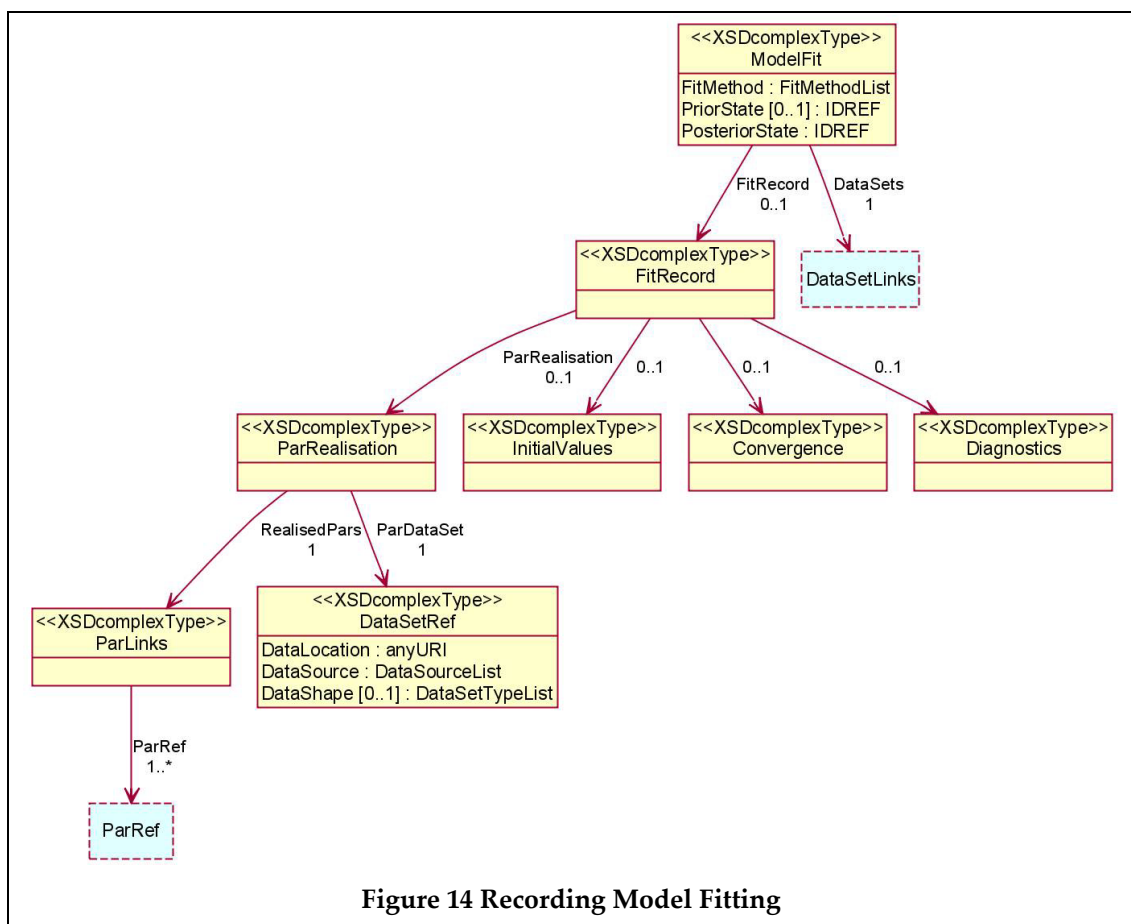 <<XSDcomplexType>>
ModelFit
FitMethod : FitMethodList
PriorState [0..1] : IDREF
PosteriorState : IDREF
FitRecord
0..1
DataSets
1
<<XSDcomplexType>>
FitRecord
DataSetLinks
ParRealisation
0..1
0..1
0..1
0..1
<<XSDcomplexType>>
ParRealisation
<<XSDcomplexType>>
InitialValues
<<XSDcomplexType>>
Convergence
<<XSDcomplexType>>
Diagnostics
RealisedPars
1
ParDataSet
1
<<XSDcomplexType>>
ParLinks
<<XSDcomplexType>>
DataSetRef
DataLocation : anyURI
DataSource : DataSourceList
DataShape [0..1] : DataSetTypeList
ParRef
1..*
ParRef
Figure 14 Recording Model Fitting